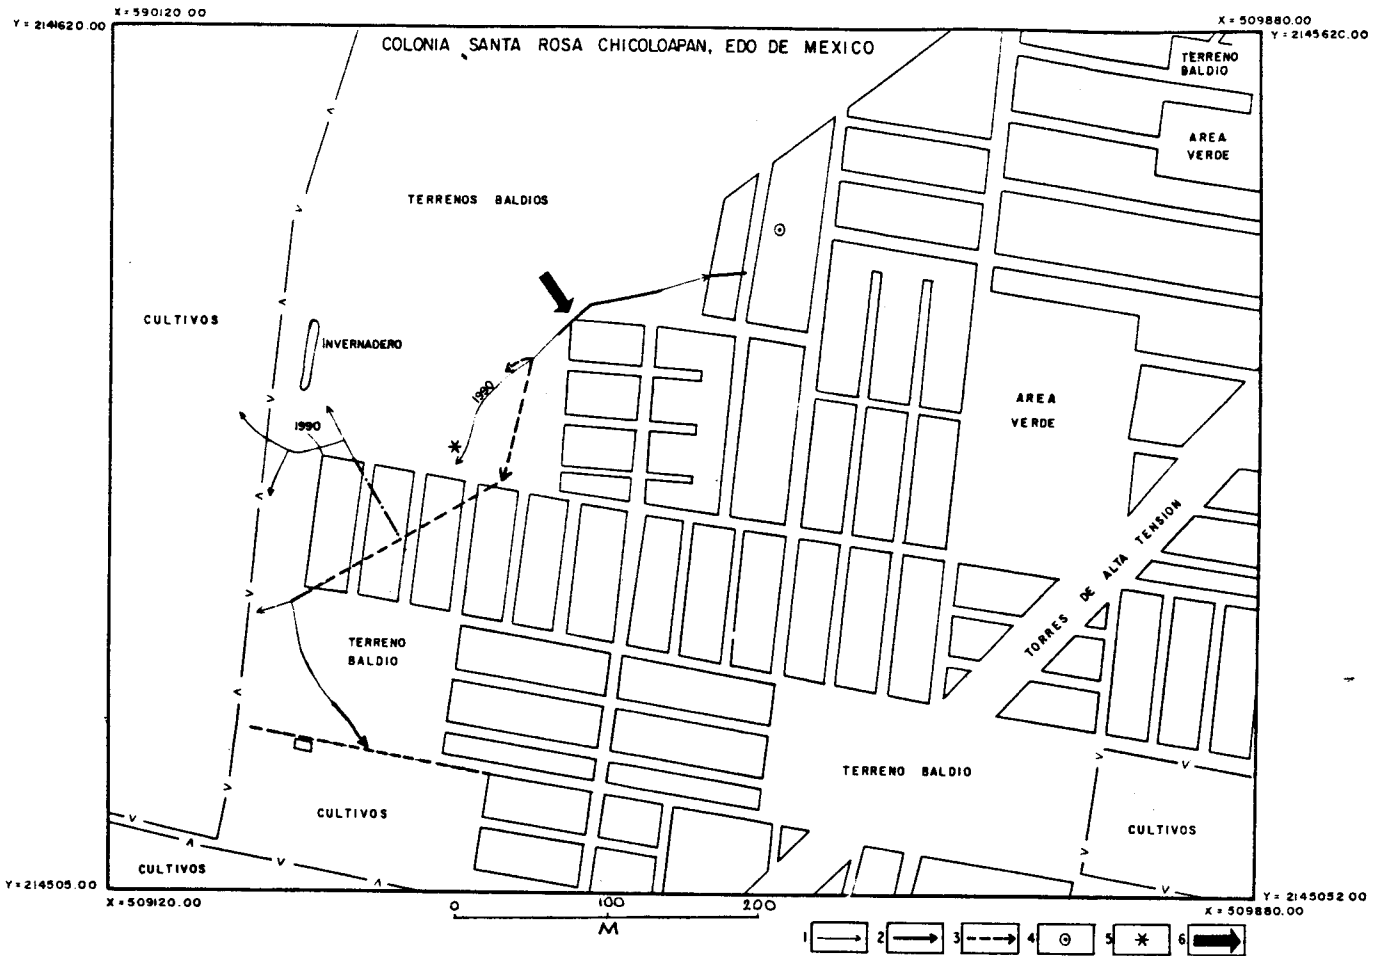 X = 590120 00
Y = 2141620.00
X = 509880.00
Y = 214562C.00
COLONIA SANTA ROSA CHICOLOAPAN, EDO DE MEXICO
TERRENO
BALDIO
AREA
VERDE
TERRENOS BALDIOS
CULTIVOS
INVERNADERO
1990
1990
AREA
VERDE
TORRES DE ALTA TENSION
TERRENO
BALDIO
TERRENO BALDIO
CULTIVOS
CULTIVOS
CULTIVOS
Y = 214505.00
X = 509120.00
Y = 2145052 00
X = 509880.00
0 100 200
M
1 2 3 4 5 6